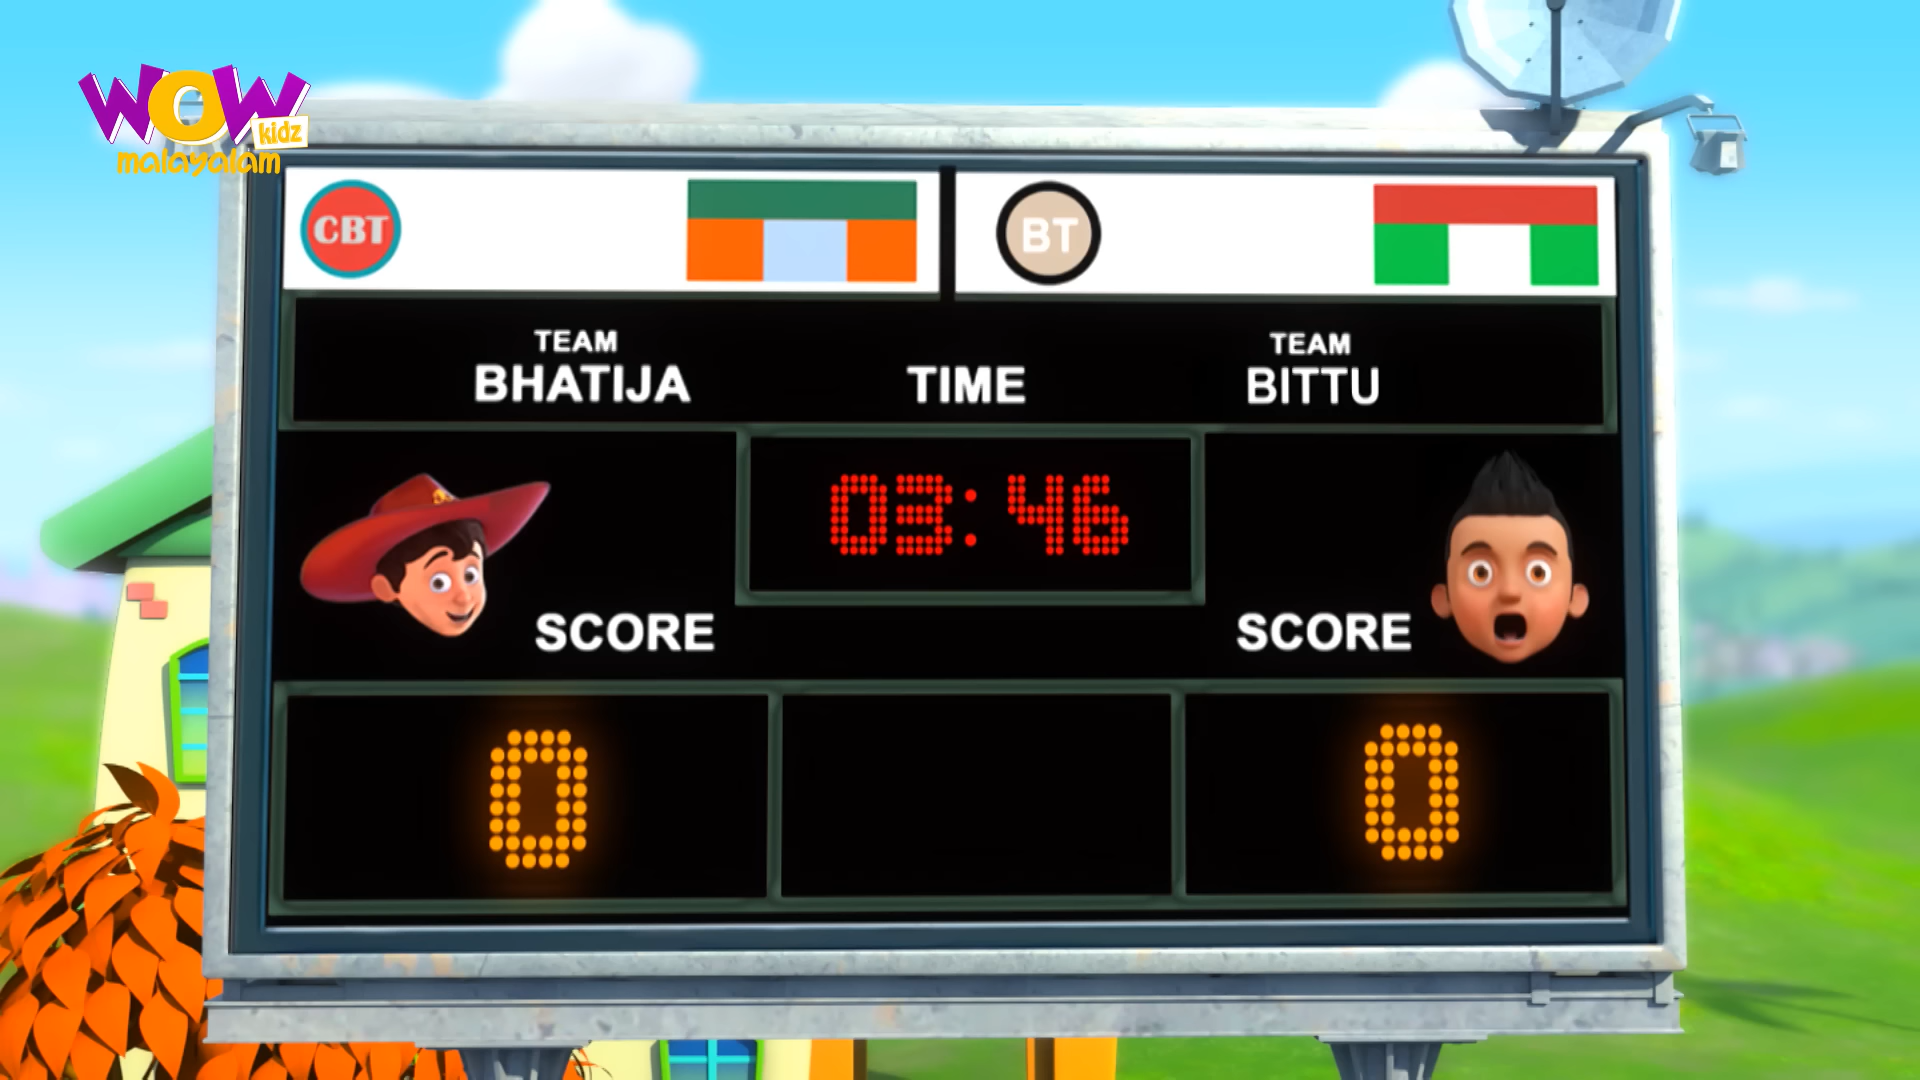 WOW
kidz
malayalam
CBT
BT
TEAM
BHATIJA
TIME
TEAM
BITTU
03:46
SCORE
SCORE
0
0